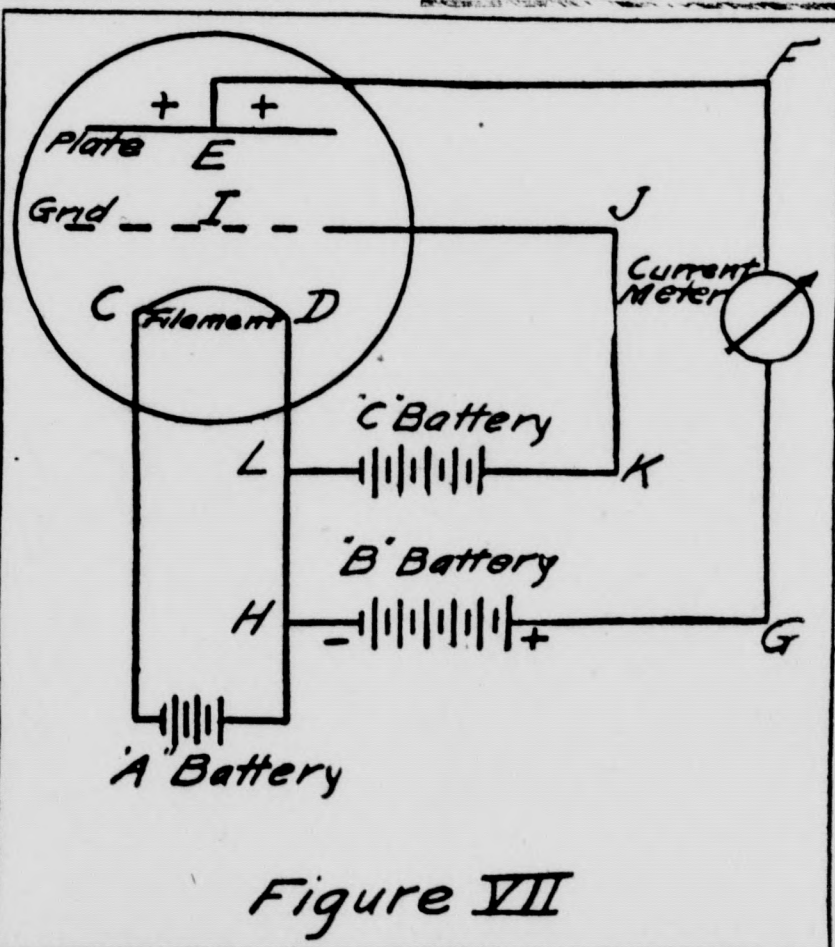 F
+ +
Plate E
Grid I
J
Current
Meter
C Filament D
"C" Battery
L
K
"B" Battery
H
- +
G
"A" Battery
Figure VII